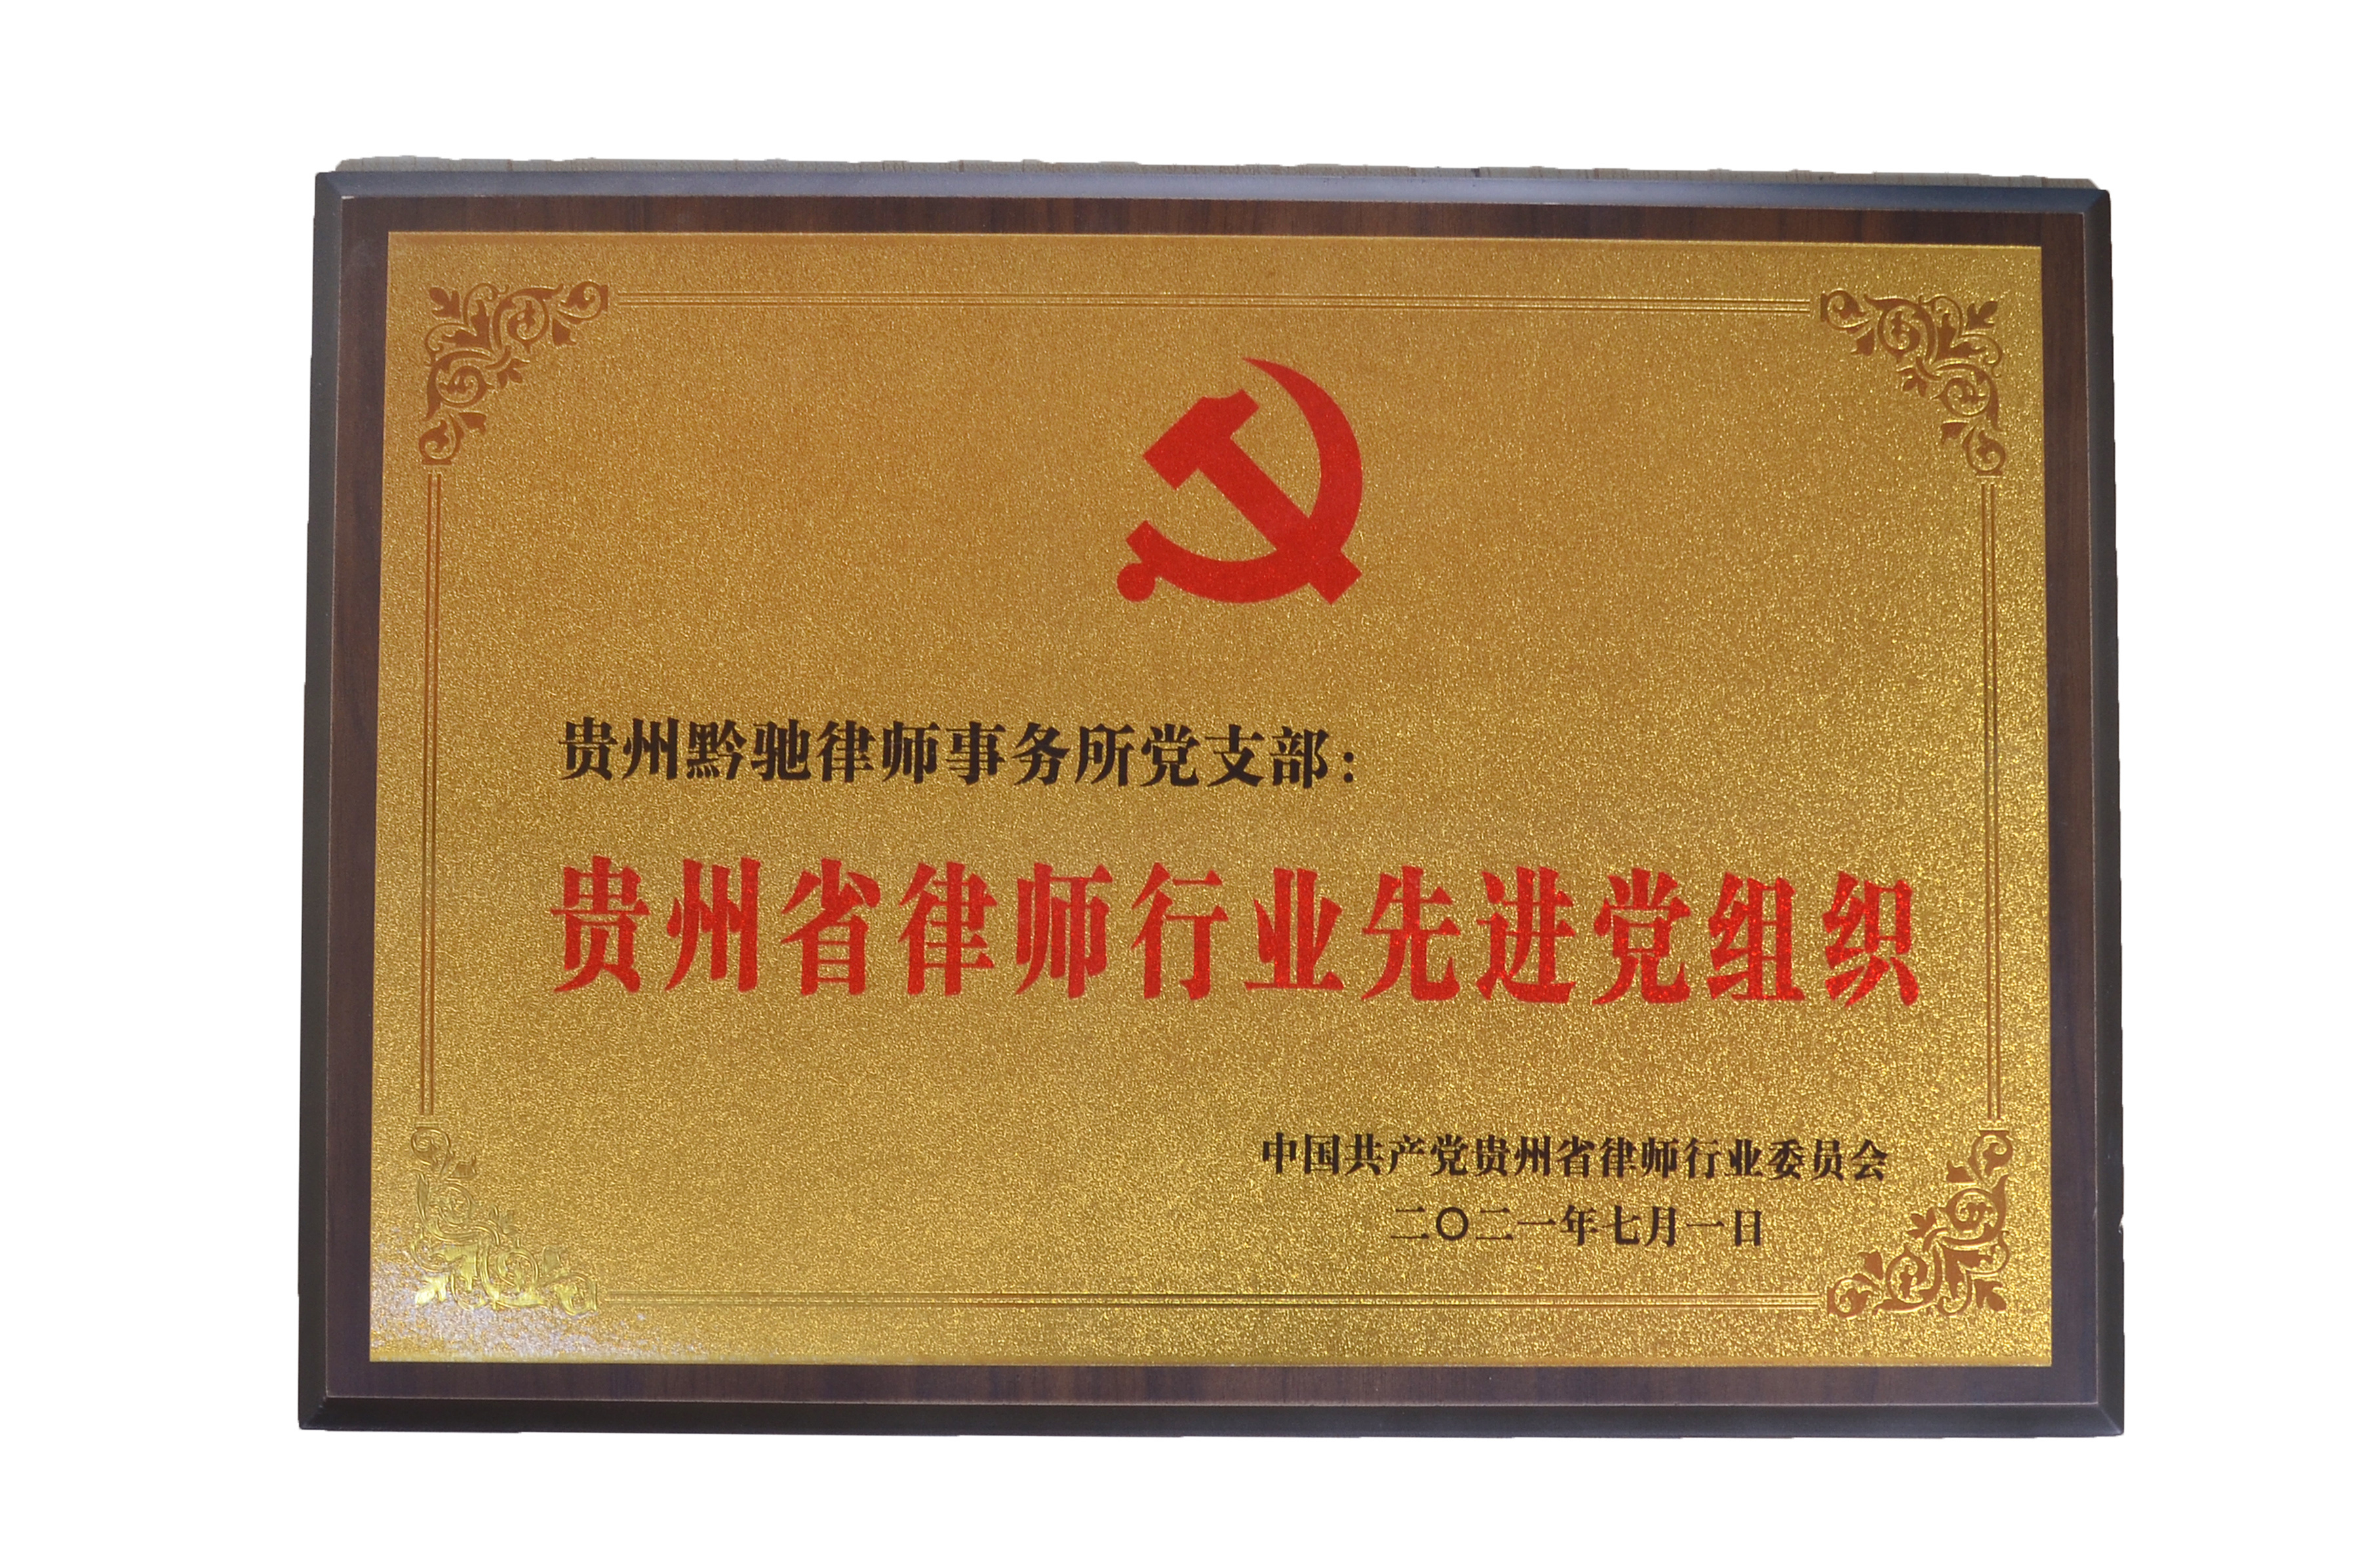 贵州黔驰律师事务所党支部：
贵州省律师行业先进党组织
中国共产党贵州省律师行业委员会
二〇二一年七月一日